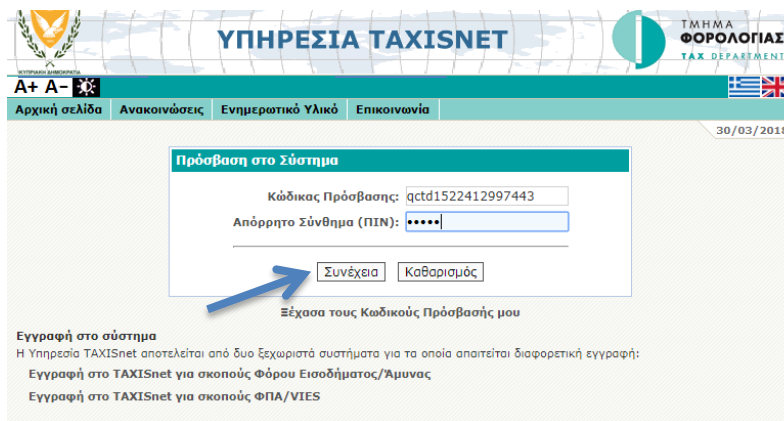 ΥΠΗΡΕΣΙΑ TAXISNET
ΤΜΗΜΑ
ΦΟΡΟΛΟΓΙΑΣ
TAX DEPARTMENT
ΚΥΠΡΙΑΚΗ ΔΗΜΟΚΡΑΤΙΑ
A+ A-
Αρχική σελίδα Ανακοινώσεις Ενημερωτικό Υλικό Επικοινωνία
30/03/2018
Πρόσβαση στο Σύστημα
Κώδικας Πρόσβασης: qctd1522412997443
Απόρρητο Σύνθημα (ΠΙΝ): •••••
Συνέχεια Καθαρισμός
Ξέχασα τους Κωδικούς Πρόσβασής μου
Εγγραφή στο σύστημα
Η Υπηρεσία TAXISnet αποτελείται από δυο ξεχωριστά συστήματα για τα οποία απαιτείται διαφορετική εγγραφή:
Εγγραφή στο TAXISnet για σκοπούς Φόρου Εισοδήματος/Άμυνας
Εγγραφή στο TAXISnet για σκοπούς ΦΠΑ/VIES